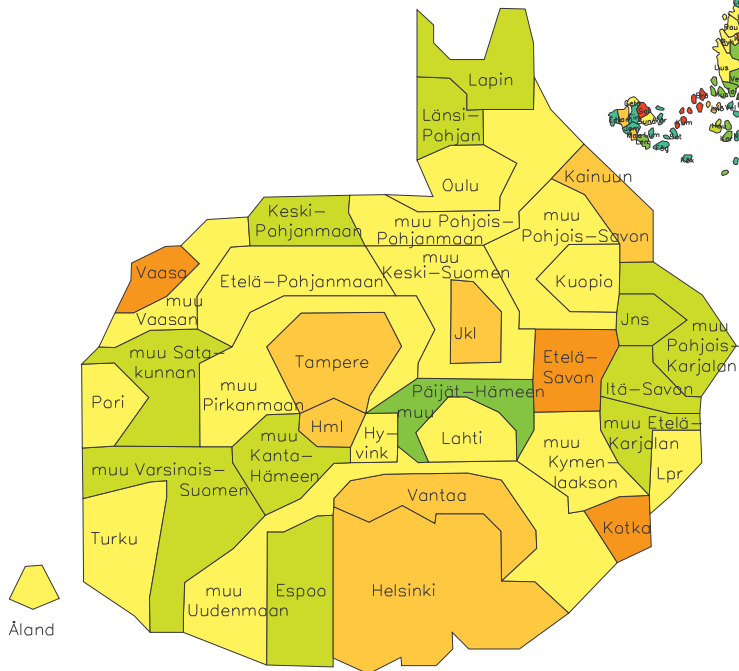 Lapin
Länsi-
Pohjan
Oulu
Kainuun
Keski-
Pohjanmaan
muu Pohjois-
Pohjanmaan
muu
Pohjois-Savon
Vaasa
Etelä-Pohjanmaan
muu
Keski-Suomen
Kuopio
muu
Vaasan
Jkl
Jns
muu
Pohjois-
Karjalan
muu Sata-
kunnan
Tampere
Etelä-
Savon
Itä-Savon
Pori
muu
Pirkanmaan
Päijät-Hämeen
muu
Hml
Hy-
vink
Lahti
muu
Kanta-
Hämeen
muu
Kymen-
laakson
muu Etelä-
Karjalan
Lpr
muu Varsinais-
Suomen
Vantaa
Kotka
Turku
muu
Uudenmaan
Espoo
Helsinki
Åland